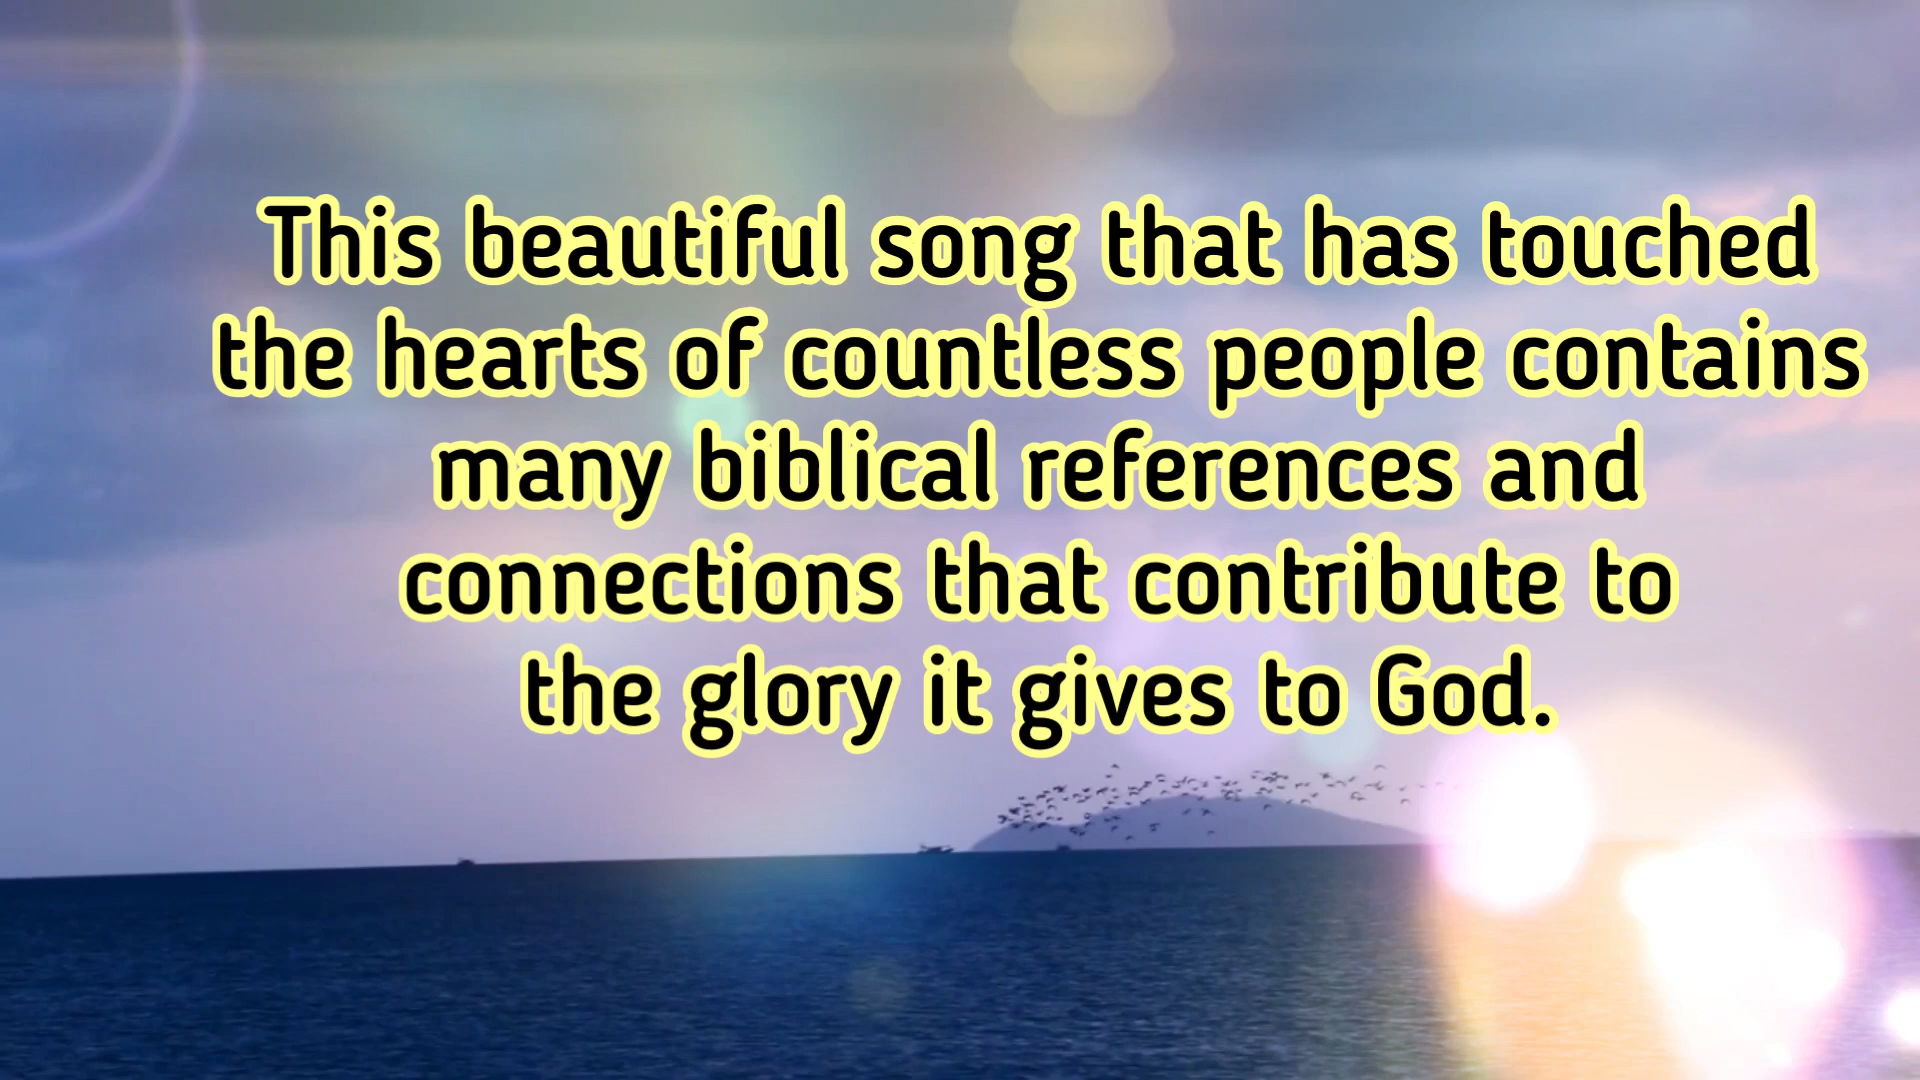 This beautiful song that has touched
the hearts of countless people contains
many biblical references and
connections that contribute to
the glory it gives to God.